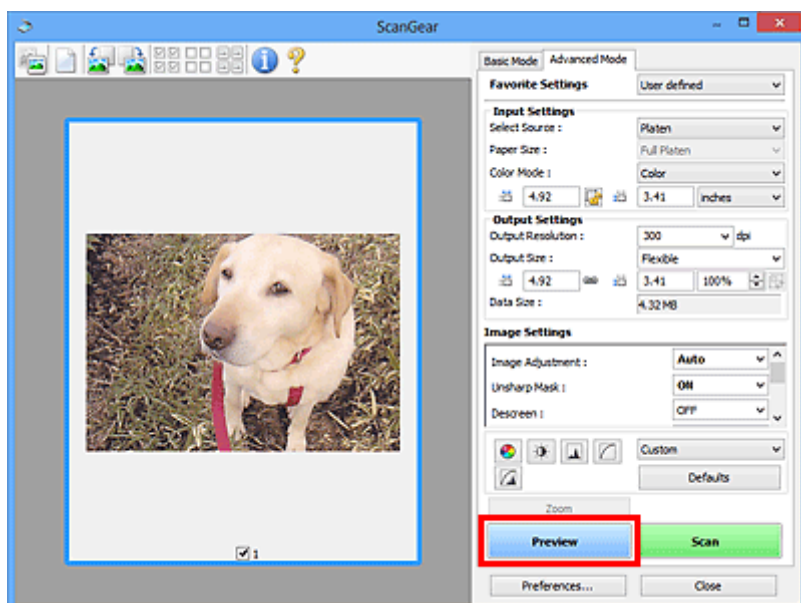 ScanGear
Basic Mode Advanced Mode
Favorite Settings User defined
Input Settings
Select Source : Platen
Paper Size : Full Platen
Color Mode : Color
4.92 3.41 inches
Output Settings
Output Resolution : 300 dpi
Output Size : Flexible
4.92 3.41 100%
Data Size : 4.32 MB
Image Settings
Image Adjustment : Auto
Unsharp Mask : ON
Descreen : OFF
Custom
Defaults
Zoom
Preview Scan
1
Preferences... Close